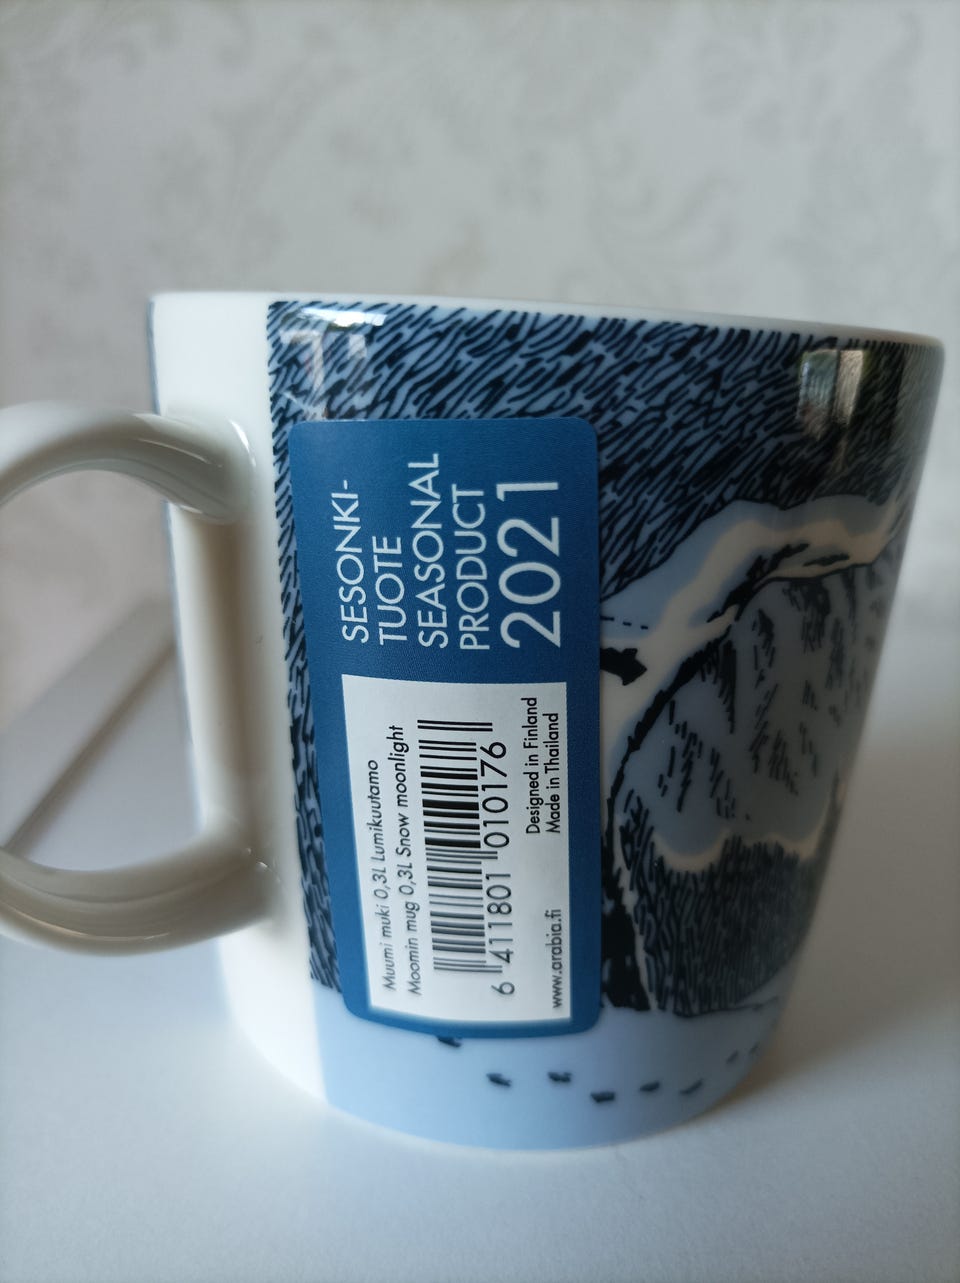 SESONKI-
TUOTE
SEASONAL
PRODUCT
2021
Muumi muki 0,3L Lumikuutamo
Moomin mug 0,3L Snow moonlight
6 411801 010176
Designed in Finland
Made in Thailand
www.arabia.fi